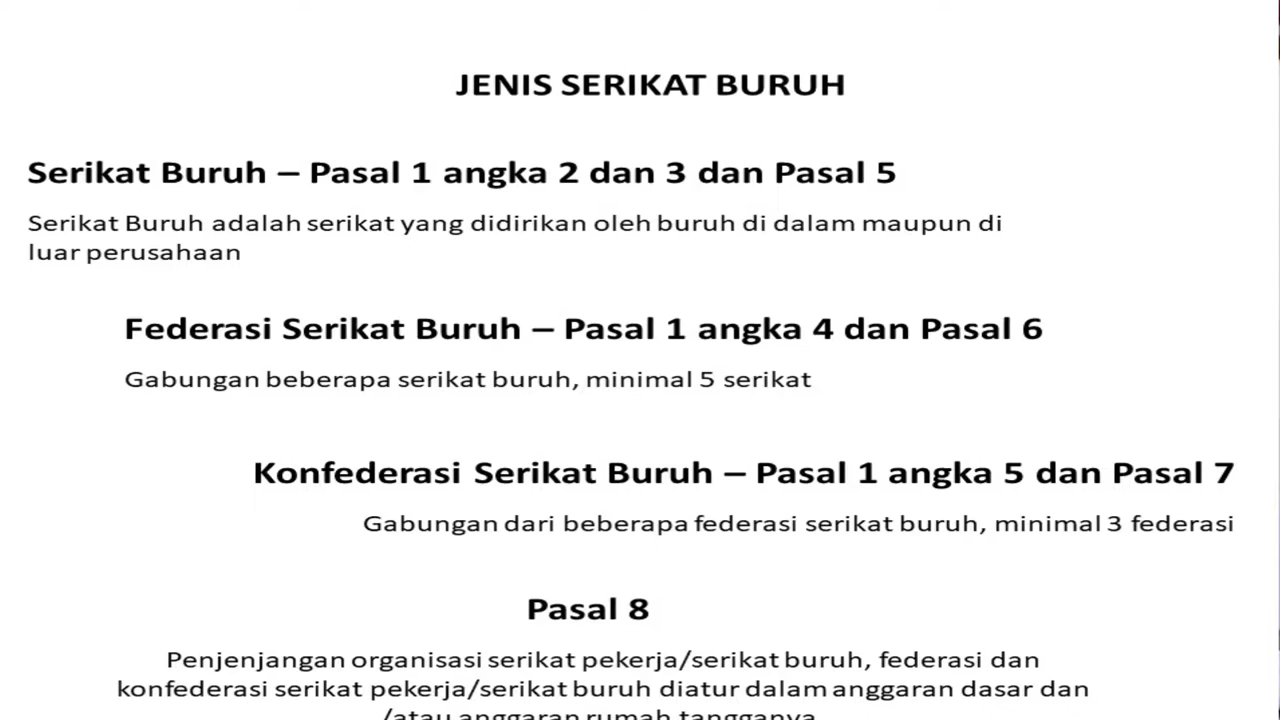 JENIS SERIKAT BURUH
Serikat Buruh – Pasal 1 angka 2 dan 3 dan Pasal 5
Serikat Buruh adalah serikat yang didirikan oleh buruh di dalam maupun di
luar perusahaan
Federasi Serikat Buruh – Pasal 1 angka 4 dan Pasal 6
Gabungan beberapa serikat buruh, minimal 5 serikat
Konfederasi Serikat Buruh – Pasal 1 angka 5 dan Pasal 7
Gabungan dari beberapa federasi serikat buruh, minimal 3 federasi
Pasal 8
Penjenjangan organisasi serikat pekerja/serikat buruh, federasi dan
konfederasi serikat pekerja/serikat buruh diatur dalam anggaran dasar dan
/atau anggaran rumah tangganya